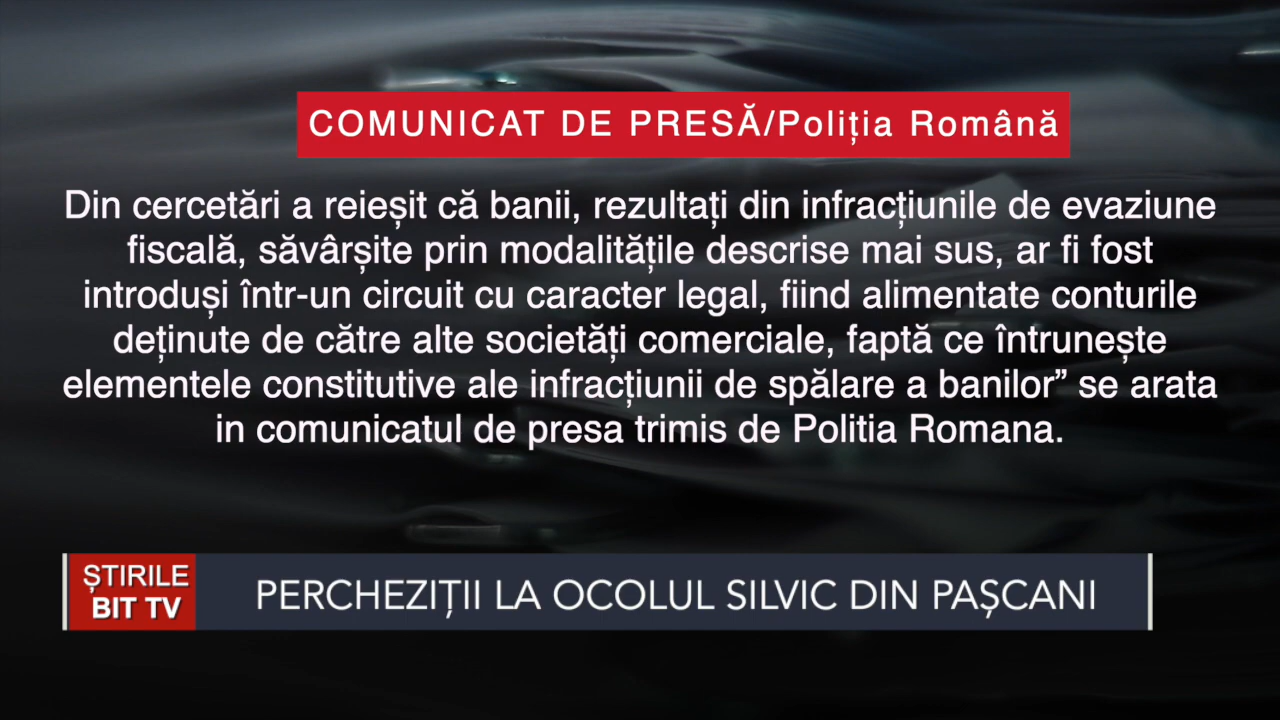 COMUNICAT DE PRESĂ/Poliția Română
Din cercetări a reieșit că banii, rezultați din infracțiunile de evaziune
fiscală, săvârșite prin modalitățile descrise mai sus, ar fi fost
introduși într-un circuit cu caracter legal, fiind alimentate conturile
deținute de către alte societăți comerciale, faptă ce întrunește
elementele constitutive ale infracțiunii de spălare a banilor” se arata
in comunicatul de presa trimis de Politia Romana.
ȘTIRILE
BIT TV
PERCHEZIȚII LA OCOLUL SILVIC DIN PAȘCANI